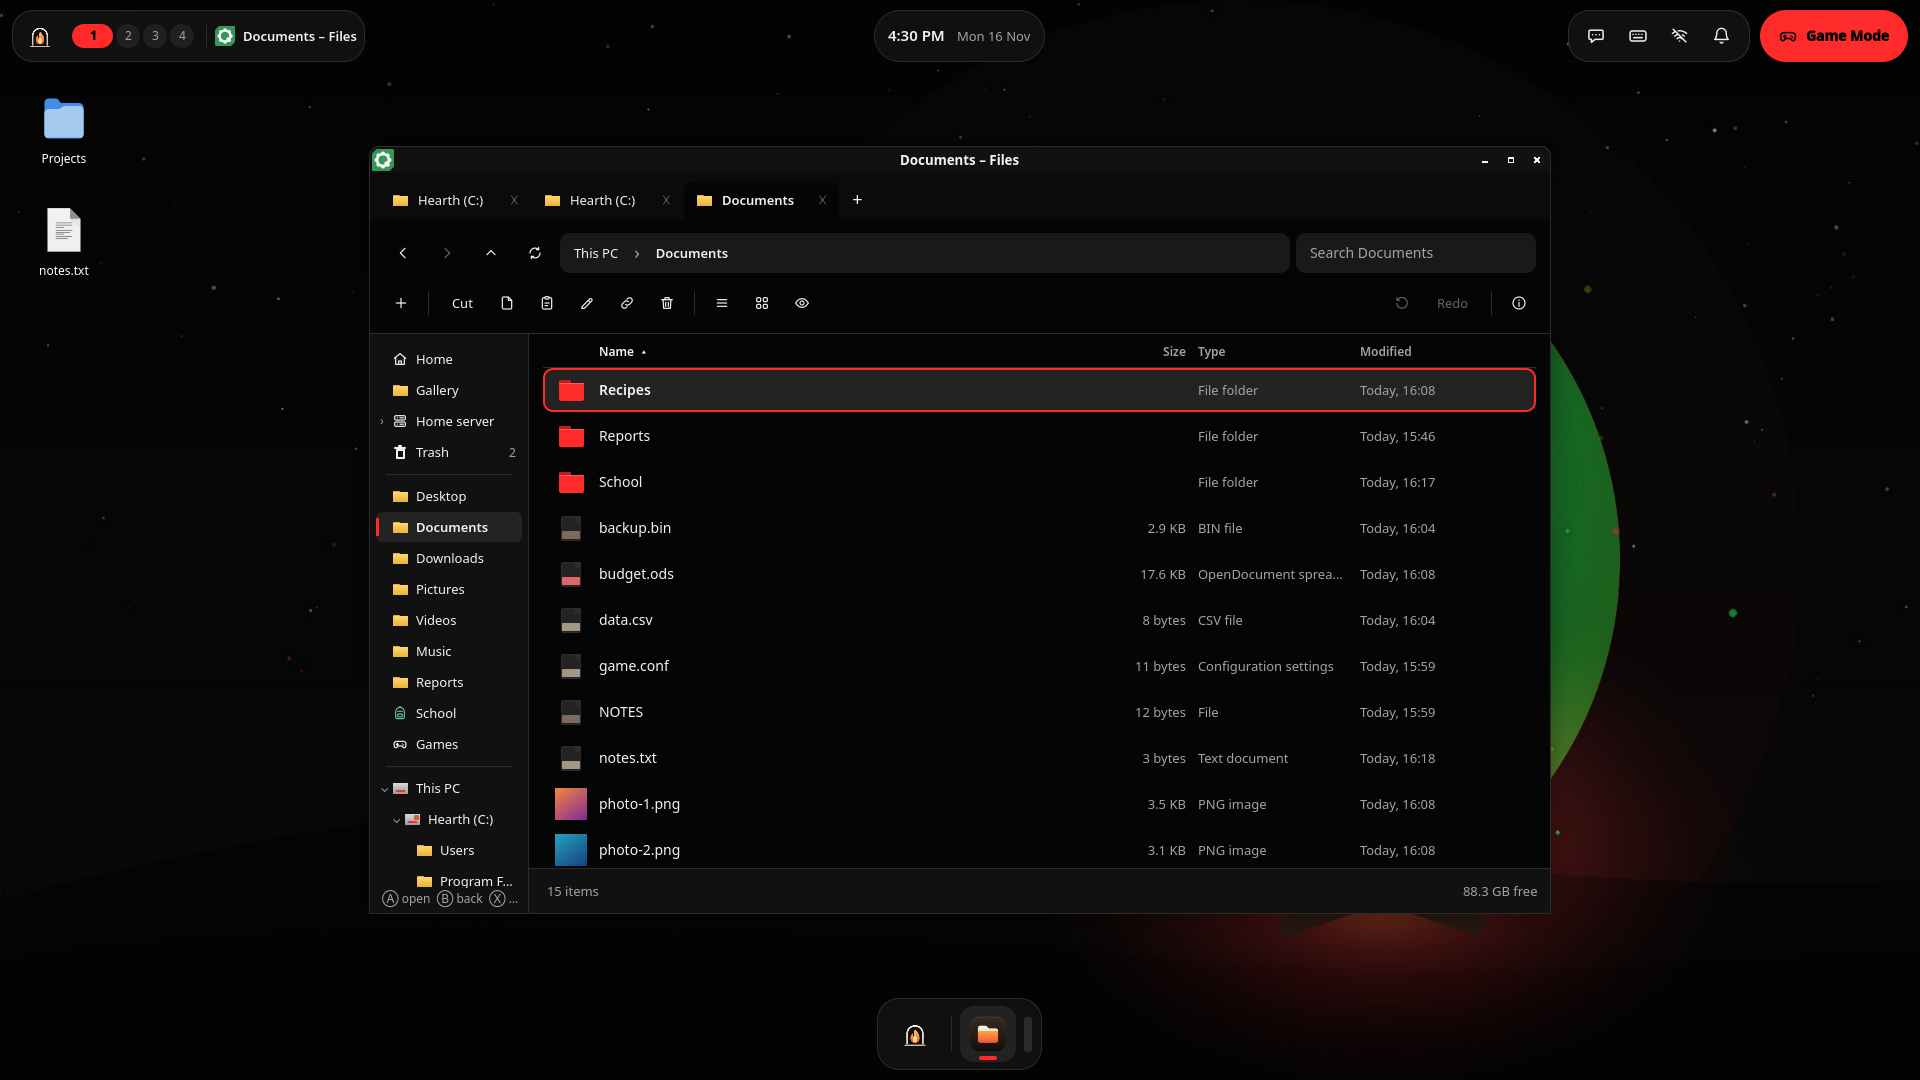 1 2 3 4 Documents – Files
4:30 PM Mon 16 Nov
Game Mode
Projects
notes.txt
Documents – Files
Hearth (C:) X Hearth (C:) X Documents X +
This PC › Documents
Search Documents
Cut
Redo
Home
Gallery
Home server
Trash 2
Desktop
Documents
Downloads
Pictures
Videos
Music
Reports
School
Games
This PC
Hearth (C:)
Users
Program F...
A open B back X ...
Name Size Type Modified
Recipes File folder Today, 16:08
Reports File folder Today, 15:46
School File folder Today, 16:17
backup.bin 2.9 KB BIN file Today, 16:04
budget.ods 17.6 KB OpenDocument sprea... Today, 16:08
data.csv 8 bytes CSV file Today, 16:04
game.conf 11 bytes Configuration settings Today, 15:59
NOTES 12 bytes File Today, 15:59
notes.txt 3 bytes Text document Today, 16:18
photo-1.png 3.5 KB PNG image Today, 16:08
photo-2.png 3.1 KB PNG image Today, 16:08
15 items
88.3 GB free